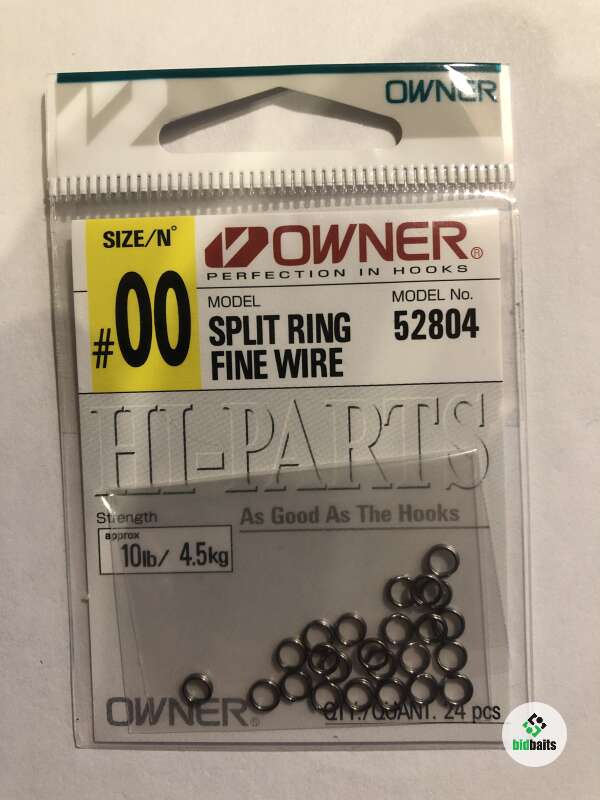 OWNER
SIZE/N°
#00
OWNER®
PERFECTION IN HOOKS
MODEL
MODEL No.
SPLIT RING
FINE WIRE
52804
HI-PARTS
Strength
As Good As The Hooks
approx
10lb/ 4.5kg
OWNER®
QTY./QUANT. 24 pcs
bidbaits